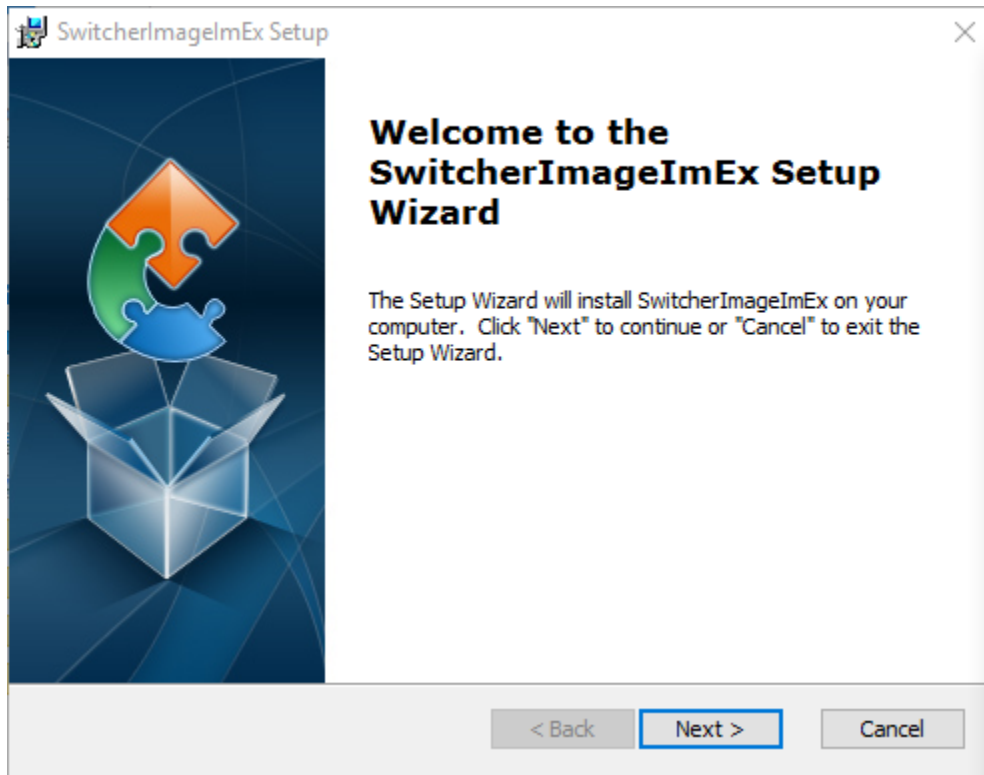 SwitcherImageImEx Setup
Welcome to the
SwitcherImageImEx Setup
Wizard
The Setup Wizard will install SwitcherImageImEx on your
computer.  Click "Next" to continue or "Cancel" to exit the
Setup Wizard.
< Back Next > Cancel